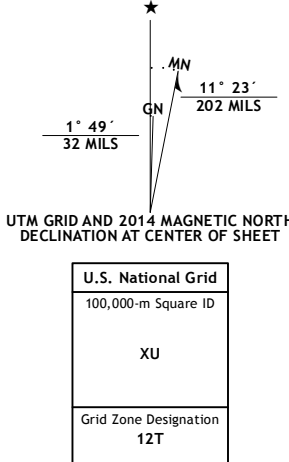 ★
MN
11° 23´
202 MILS
GN
1° 49´
32 MILS
UTM GRID AND 2014 MAGNETIC NORTH
DECLINATION AT CENTER OF SHEET
U.S. National Grid
100,000-m Square ID
XU
Grid Zone Designation
12T